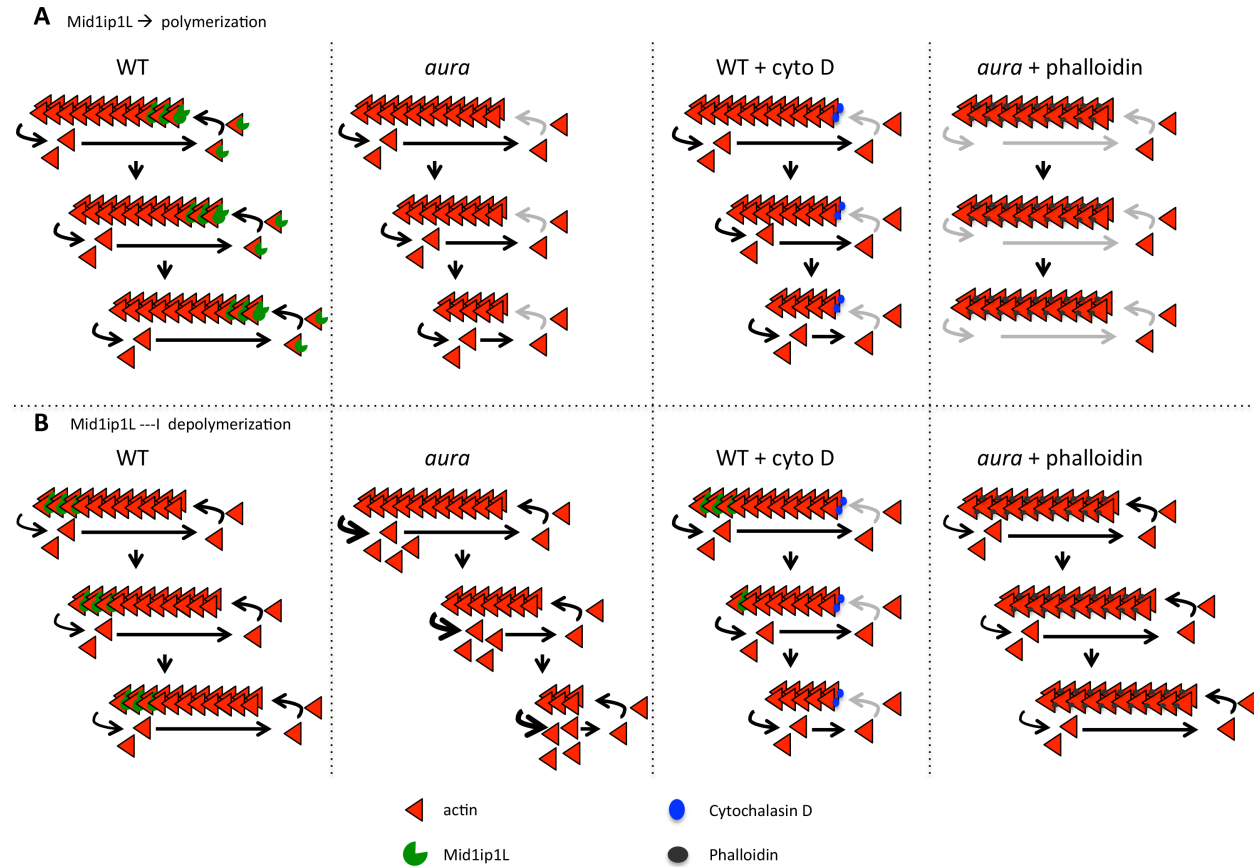 A Mid1ip1L → polymerization
WT
aura
WT + cyto D
aura + phalloidin
B Mid1ip1L ---I depolymerization
WT
aura
WT + cyto D
aura + phalloidin
actin
Cytochalasin D
Mid1ip1L
Phalloidin